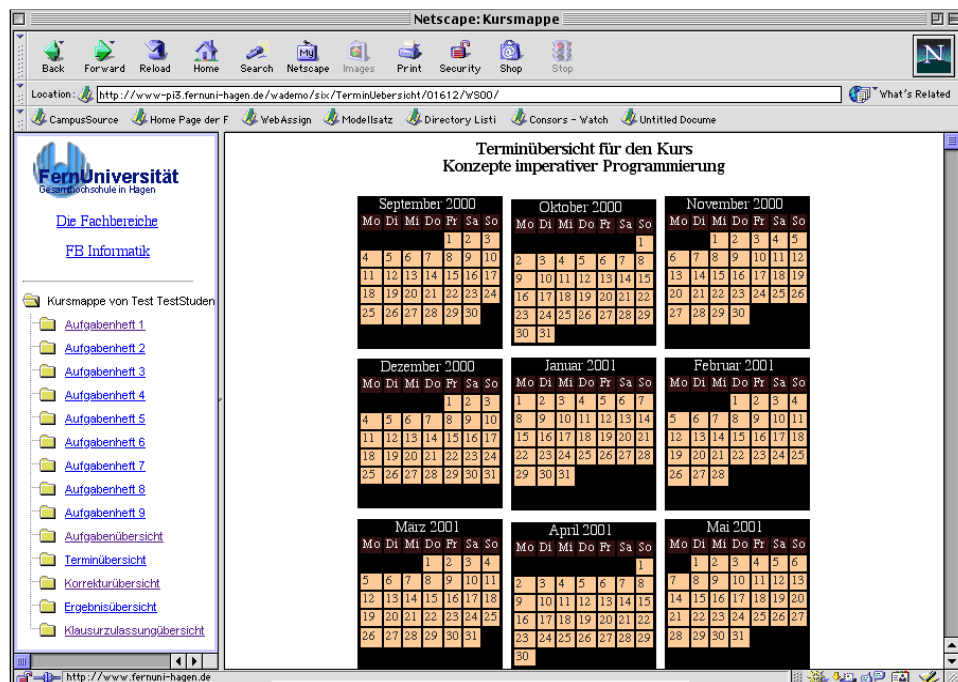 Netscape: Kursmappe
Back Forward Reload Home Search Netscape Images Print Security Shop Stop
N
Location: http://www-pi3.fernuni-hagen.de/wademo/six/TerminUebersicht/01612/WS00/ What's Related
CampusSource Home Page der F WebAssign Modellsatz Directory Listi Consors - Watch Untitled Docume
FernUniversität
Gesamthochschule in Hagen
Die Fachbereiche
FB Informatik
Kursmappe von Test TestStuden
Aufgabenheft 1
Aufgabenheft 2
Aufgabenheft 3
Aufgabenheft 4
Aufgabenheft 5
Aufgabenheft 6
Aufgabenheft 7
Aufgabenheft 8
Aufgabenheft 9
Aufgabenübersicht
Terminübersicht
Korrekturübersicht
Ergebnisübersicht
Klausurzulassungübersicht
Terminübersicht für den Kurs
Konzepte imperativer Programmierung
September 2000
Mo Di Mi Do Fr Sa So
1 2 3
4 5 6 7 8 9 10
11 12 13 14 15 16 17
18 19 20 21 22 23 24
25 26 27 28 29 30
Oktober 2000
Mo Di Mi Do Fr Sa So
1
2 3 4 5 6 7 8
9 10 11 12 13 14 15
16 17 18 19 20 21 22
23 24 25 26 27 28 29
30 31
November 2000
Mo Di Mi Do Fr Sa So
1 2 3 4 5
6 7 8 9 10 11 12
13 14 15 16 17 18 19
20 21 22 23 24 25 26
27 28 29 30
Dezember 2000
Mo Di Mi Do Fr Sa So
1 2 3
4 5 6 7 8 9 10
11 12 13 14 15 16 17
18 19 20 21 22 23 24
25 26 27 28 29 30 31
Januar 2001
Mo Di Mi Do Fr Sa So
1 2 3 4 5 6 7
8 9 10 11 12 13 14
15 16 17 18 19 20 21
22 23 24 25 26 27 28
29 30 31
Februar 2001
Mo Di Mi Do Fr Sa So
1 2 3 4
5 6 7 8 9 10 11
12 13 14 15 16 17 18
19 20 21 22 23 24 25
26 27 28
März 2001
Mo Di Mi Do Fr Sa So
1 2 3 4
5 6 7 8 9 10 11
12 13 14 15 16 17 18
19 20 21 22 23 24 25
26 27 28 29 30 31
April 2001
Mo Di Mi Do Fr Sa So
1
2 3 4 5 6 7 8
9 10 11 12 13 14 15
16 17 18 19 20 21 22
23 24 25 26 27 28 29
30
Mai 2001
Mo Di Mi Do Fr Sa So
1 2 3 4 5 6
7 8 9 10 11 12 13
14 15 16 17 18 19 20
21 22 23 24 25 26 27
28 29 30 31
http://www.fernuni-hagen.de